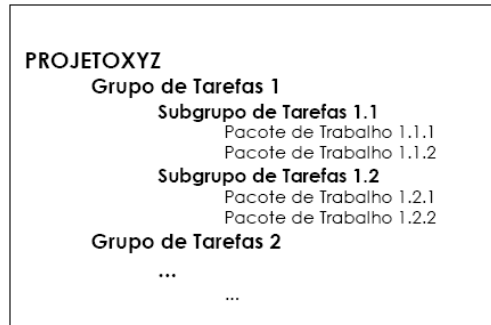 PROJETOXYZ
Grupo de Tarefas 1
Subgrupo de Tarefas 1.1
Pacote de Trabalho 1.1.1
Pacote de Trabalho 1.1.2
Subgrupo de Tarefas 1.2
Pacote de Trabalho 1.2.1
Pacote de Trabalho 1.2.2
Grupo de Tarefas 2
...
...